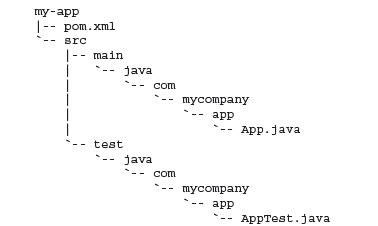 my-app
|-- pom.xml
`-- src
    |-- main
    |   `-- java
    |       `-- com
    |           `-- mycompany
    |               `-- app
    |                   `-- App.java
    `-- test
        `-- java
            `-- com
                `-- mycompany
                    `-- app
                        `-- AppTest.java